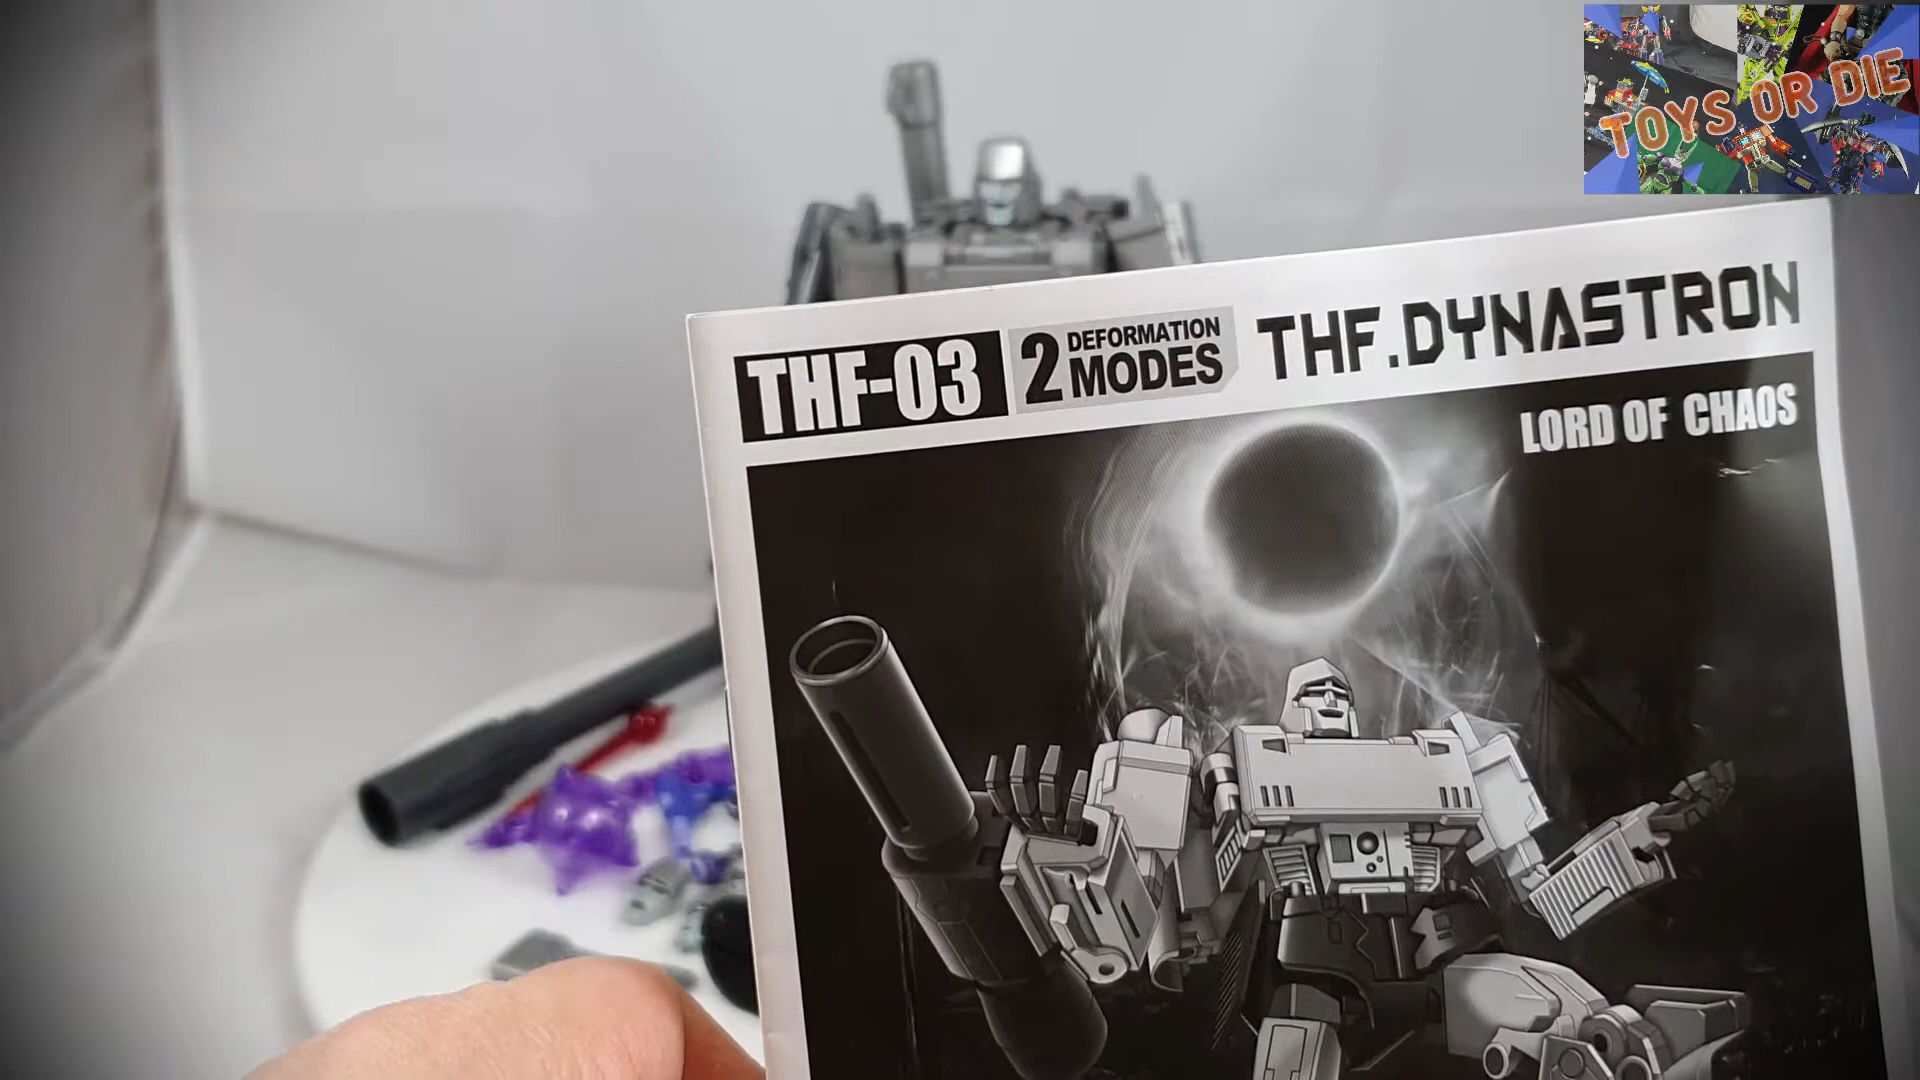 TOYS OR DIE
THF-03
2 DEFORMATION
MODES
THF.DYNASTRON
LORD OF CHAOS